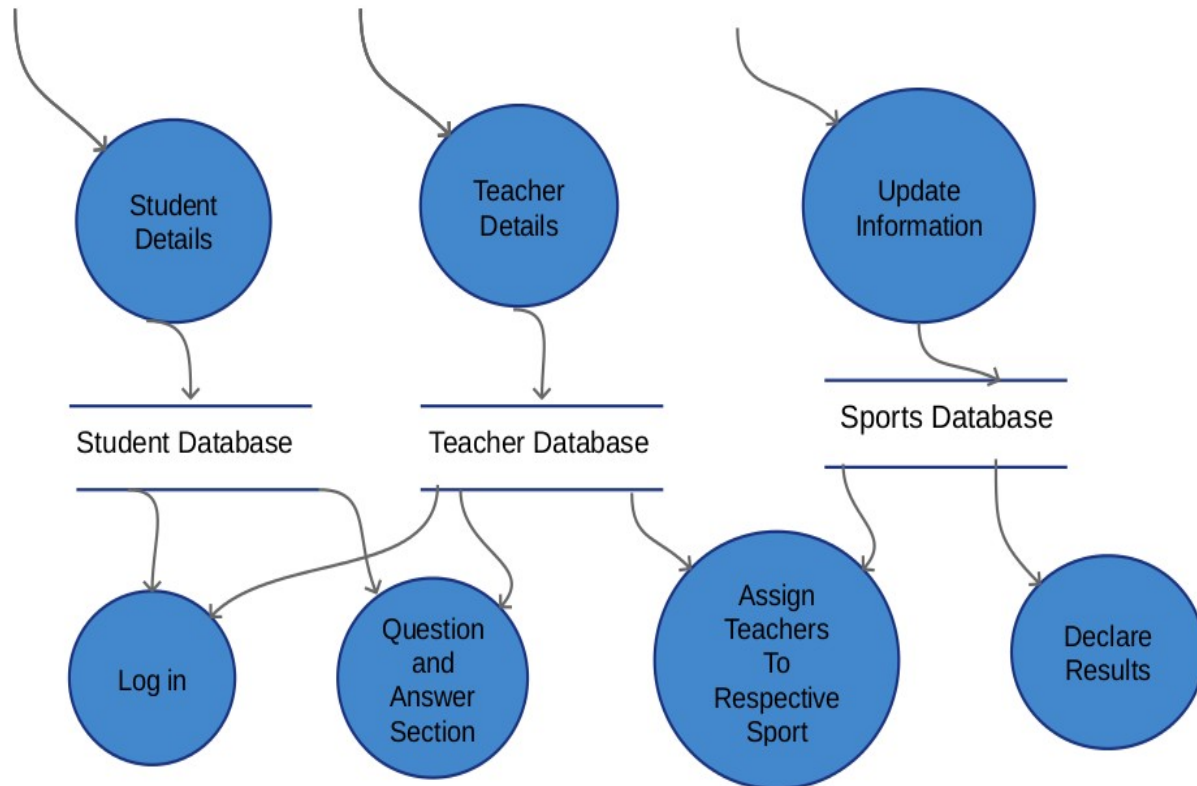 Student
Details
Teacher
Details
Update
Information
Student Database
Teacher Database
Sports Database
Log in
Question
and
Answer
Section
Assign
Teachers
To
Respective
Sport
Declare
Results